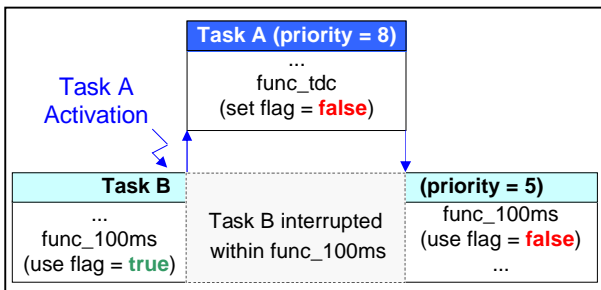 Task A (priority = 8)
...
func_tdc
(set flag = false)
Task A
Activation
Task B
...
func_100ms
(use flag = true)
Task B interrupted
within func_100ms
(priority = 5)
func_100ms
(use flag = false)
...